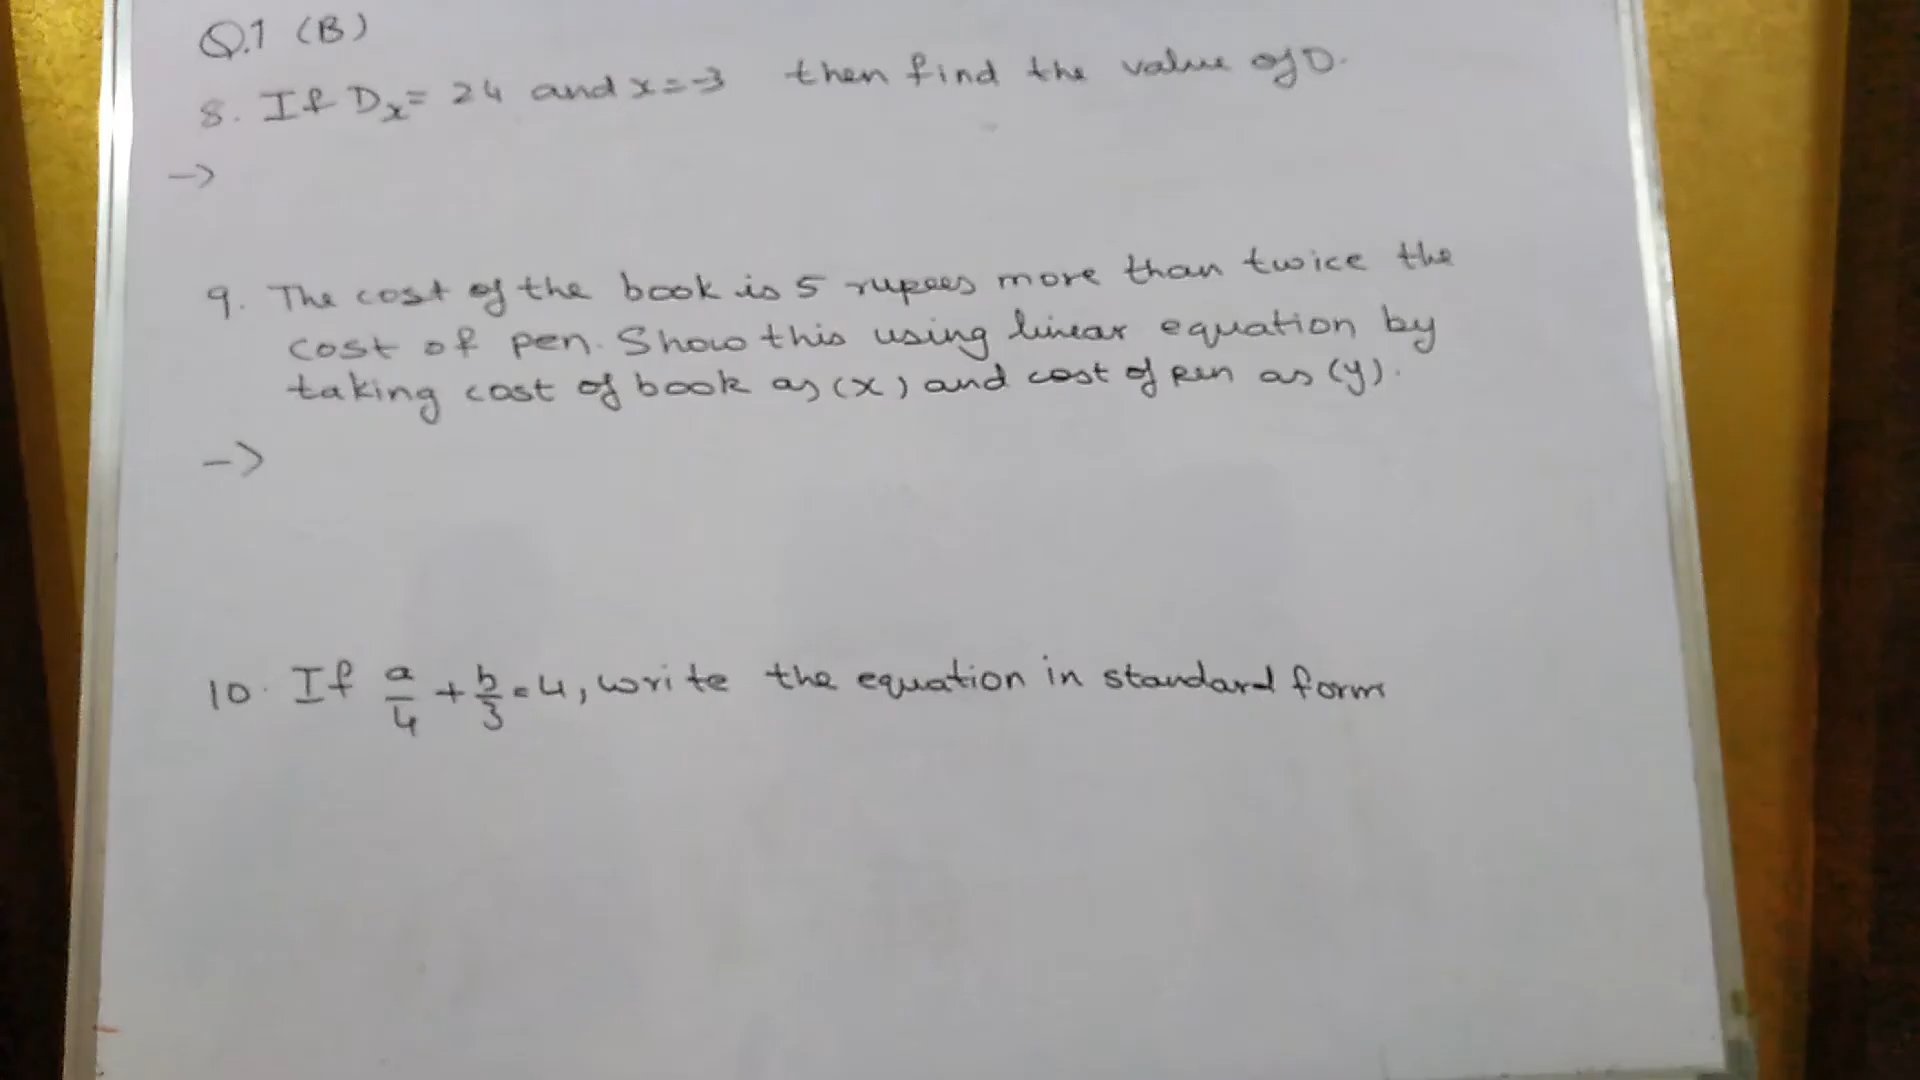 Q.1 (B)
8. If Dx = 24 and x = -3 then find the value of D.
->
9. The cost of the book is 5 rupees more than twice the
cost of pen. Show this using linear equation by
taking cost of book as (x) and cost of pen as (y).
->
10. If a/4 + b/3 = 4, write the equation in standard form